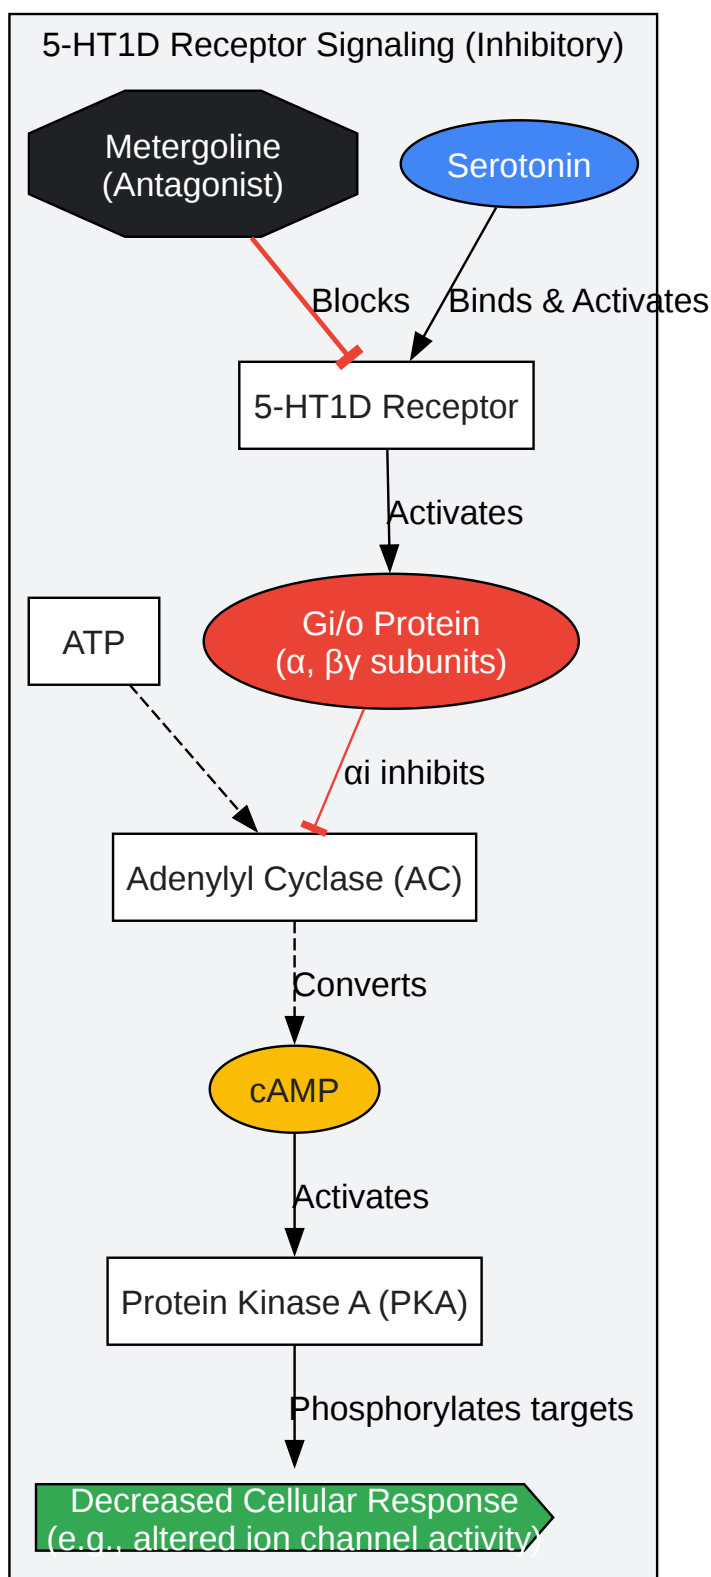 5-HT1D Receptor Signaling (Inhibitory)
Metergoline
(Antagonist)
Serotonin
Blocks
Binds & Activates
5-HT1D Receptor
Activates
ATP
Gi/o Protein
(α, βγ subunits)
αi inhibits
Adenylyl Cyclase (AC)
Converts
cAMP
Activates
Protein Kinase A (PKA)
Phosphorylates targets
Decreased Cellular Response
(e.g., altered ion channel activity)